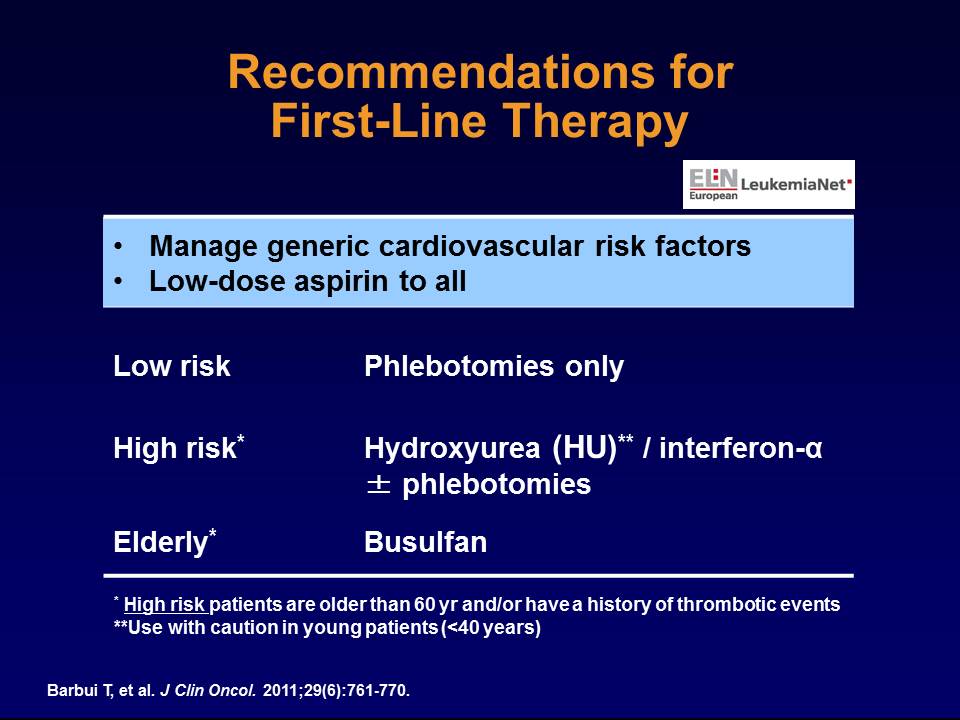 Recommendations for
First-Line Therapy
ELN European LeukemiaNet
• Manage generic cardiovascular risk factors
• Low-dose aspirin to all
Low risk Phlebotomies only
High risk* Hydroxyurea (HU)** / interferon-α
± phlebotomies
Elderly* Busulfan
* High risk patients are older than 60 yr and/or have a history of thrombotic events
**Use with caution in young patients (<40 years)
Barbui T, et al. J Clin Oncol. 2011;29(6):761-770.